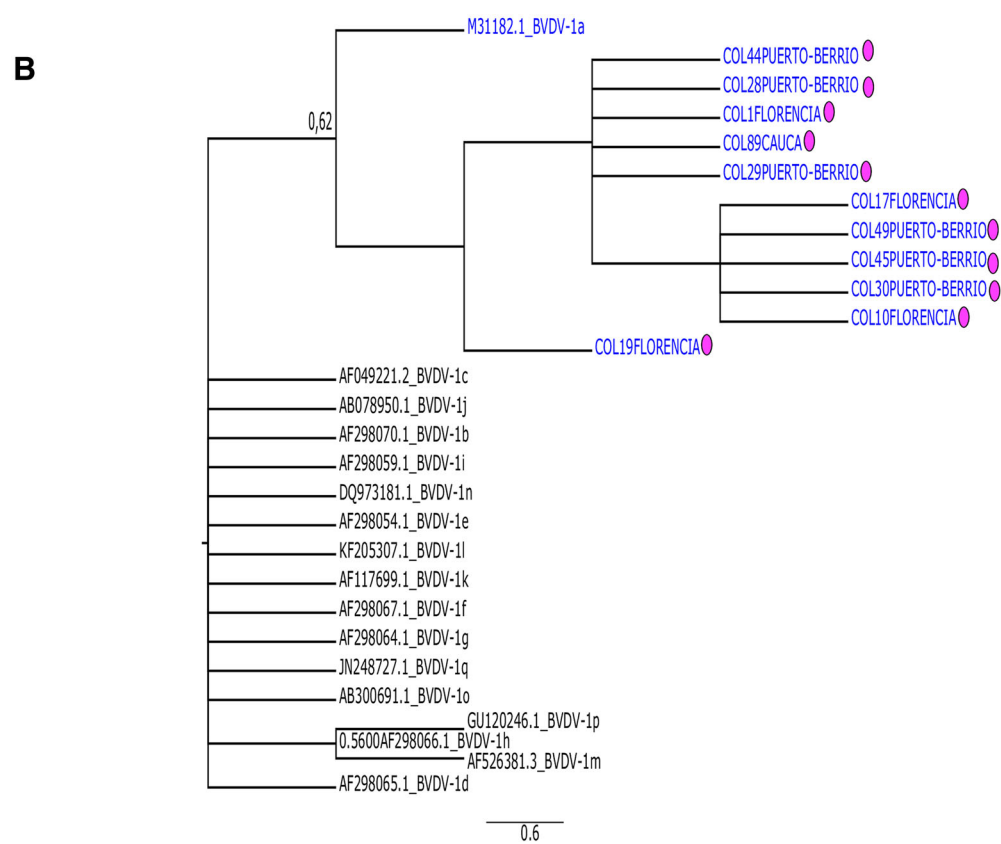 M31182.1_BVDV-1a
B
COL44PUERTO-BERRIO
COL28PUERTO-BERRIO
COL1FLORENCIA
0,62
COL89CAUCA
COL29PUERTO-BERRIO
COL17FLORENCIA
COL49PUERTO-BERRIO
COL45PUERTO-BERRIO
COL30PUERTO-BERRIO
COL10FLORENCIA
COL19FLORENCIA
AF049221.2_BVDV-1c
AB078950.1_BVDV-1j
AF298070.1_BVDV-1b
AF298059.1_BVDV-1i
DQ973181.1_BVDV-1n
AF298054.1_BVDV-1e
KF205307.1_BVDV-1l
AF117699.1_BVDV-1k
AF298067.1_BVDV-1f
AF298064.1_BVDV-1g
JN248727.1_BVDV-1q
AB300691.1_BVDV-1o
GU120246.1_BVDV-1p
0.5600AF298066.1_BVDV-1h
AF526381.3_BVDV-1m
AF298065.1_BVDV-1d
0.6